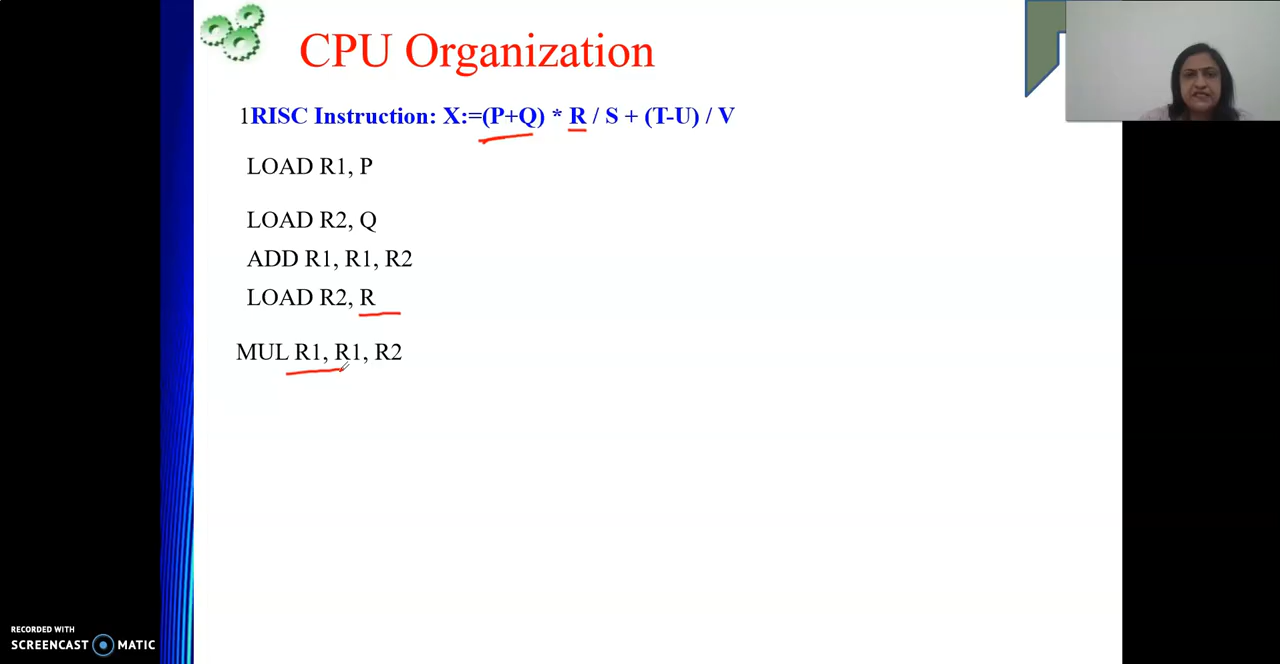 CPU Organization
1RISC Instruction: X:=(P+Q) * R / S + (T-U) / V
LOAD R1, P
LOAD R2, Q
ADD R1, R1, R2
LOAD R2, R
MUL R1, R1, R2
RECORDED WITH
SCREENCAST MATIC